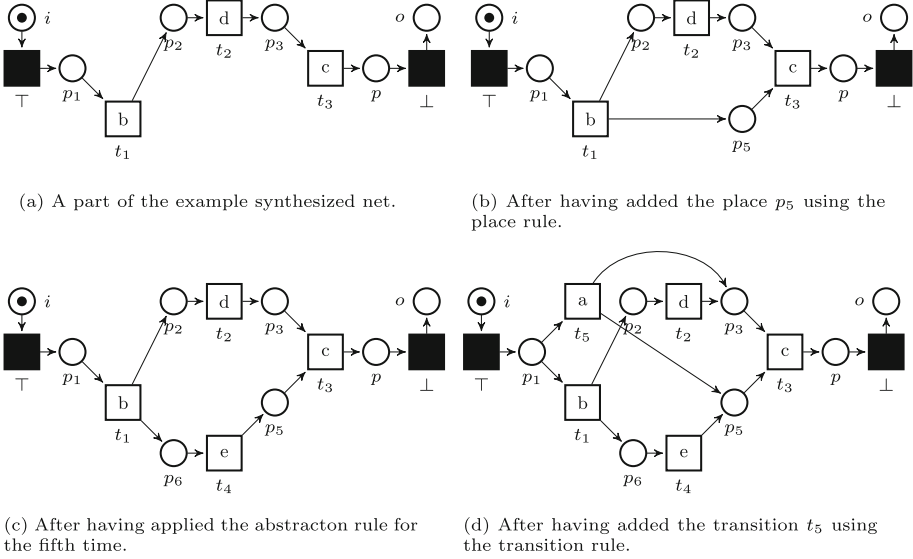 i p2 d p3 o
b c
⊤ p1 t2 t3 p ⊥
t1
i p2 d p3 o
b c
⊤ p1 t2 t3 p ⊥
t1 p5
(a) A part of the example synthesized net.
(b) After having added the place p5 using the
place rule.
i p2 d p3 o
t2 c
⊤ p1 t3 p ⊥
b p5
t1 e
p6 t4
i a p2 d p3 o
t5 t2 c
⊤ p1 t3 p ⊥
b p5
t1 e
p6 t4
(c) After having applied the abstracton rule for
the fifth time.
(d) After having added the transition t5 using
the transition rule.